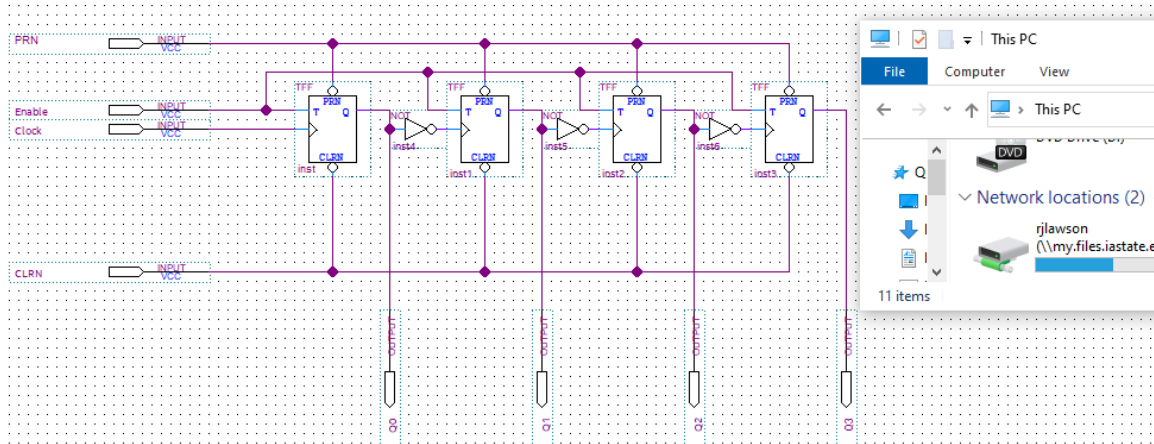 PRN
INPUT
VCC
Enable
INPUT
VCC
Clock
INPUT
VCC
TFF
PRN
T
Q
CLRN
inst
NOT
inst4
TFF
PRN
T
Q
CLRN
inst1
NOT
inst5
TFF
PRN
T
Q
CLRN
inst2
NOT
inst6
TFF
PRN
T
Q
CLRN
inst3
CLRN
INPUT
VCC
OUTPUT
Q0
OUTPUT
Q1
OUTPUT
Q2
OUTPUT
Q3
This PC
File Computer View
This PC
DVD
Q
Network locations (2)
rjlawson
(\\my.files.iastate.e
11 items